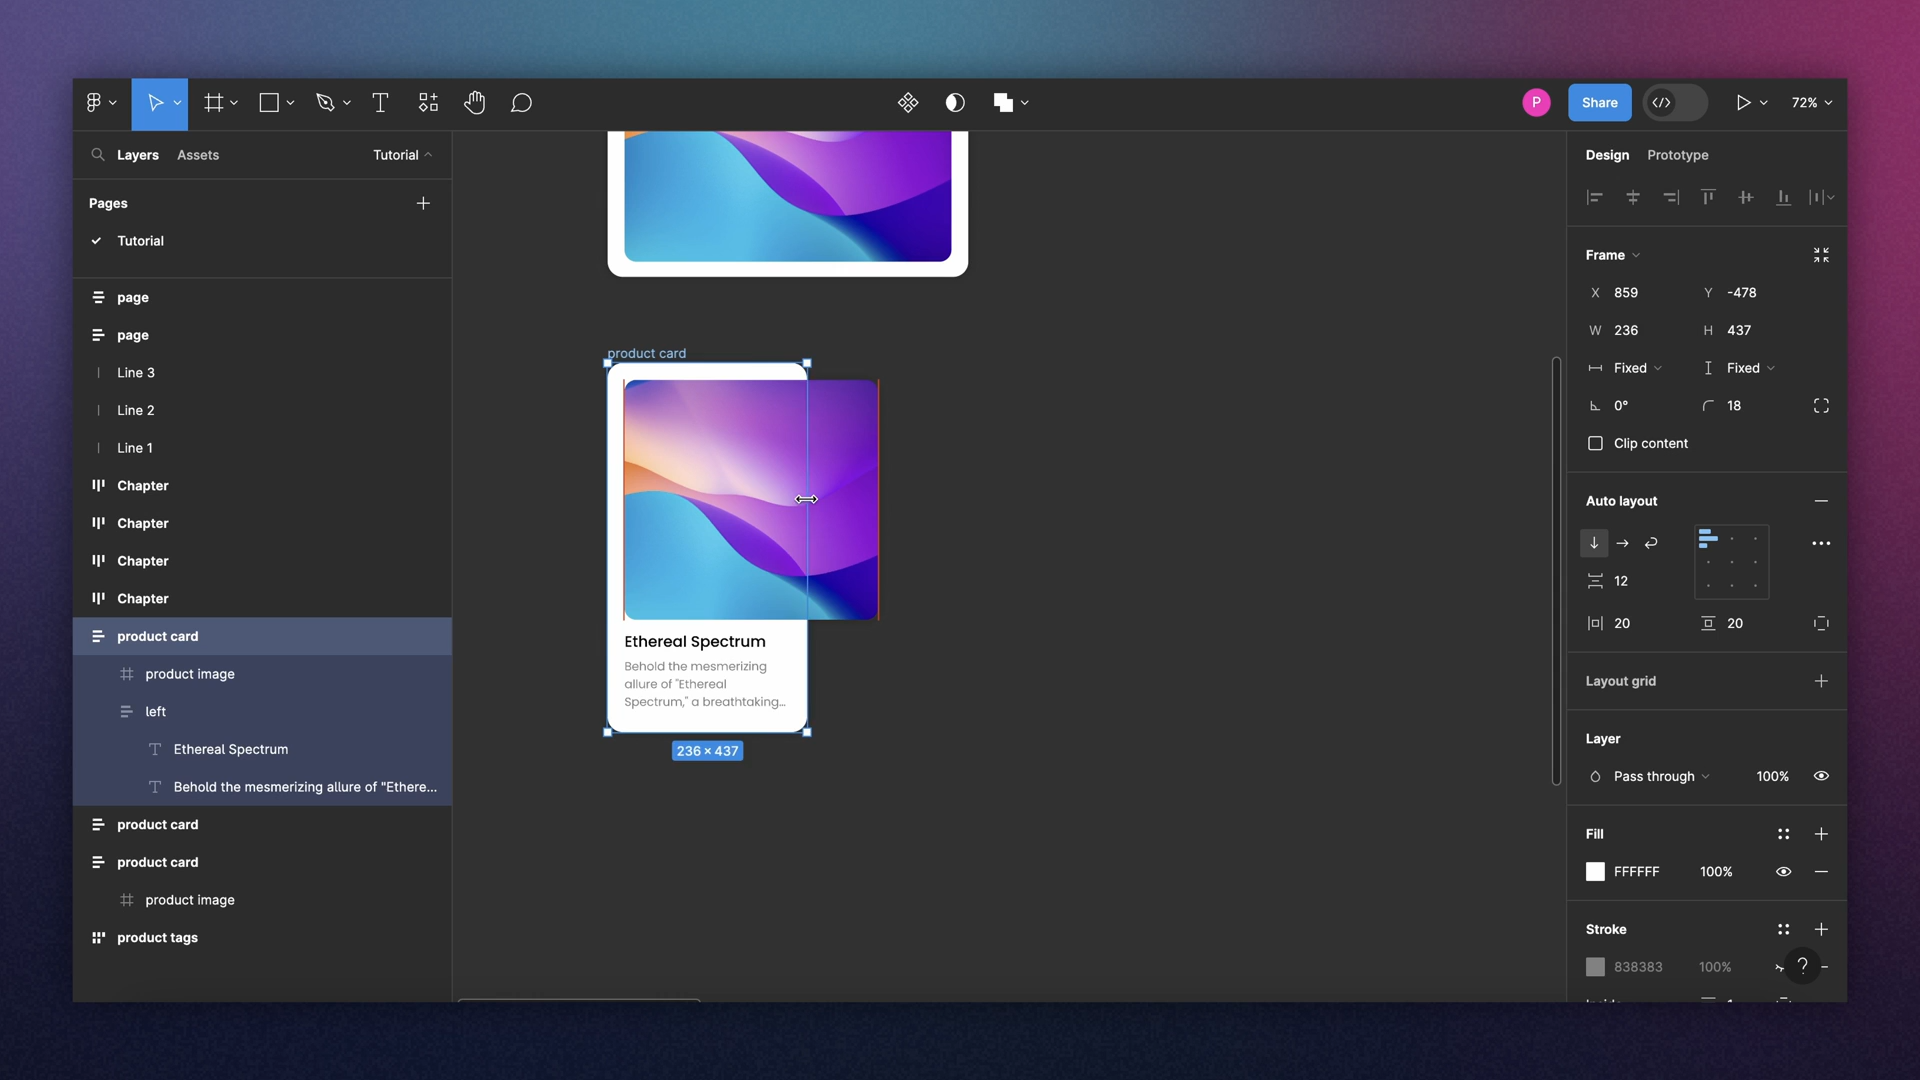 P
Share
72%
Layers
Assets
Tutorial
Pages
Tutorial
page
page
Line 3
Line 2
Line 1
Chapter
Chapter
Chapter
Chapter
product card
product image
left
Ethereal Spectrum
Behold the mesmerizing allure of "Ethere...
product card
product card
product image
product tags
product card
Ethereal Spectrum
Behold the mesmerizing
allure of "Ethereal
Spectrum," a breathtaking...
236 × 437
Design
Prototype
Frame
X 859
Y -478
W 236
H 437
Fixed
Fixed
0°
18
Clip content
Auto layout
12
20
20
Layout grid
Layer
Pass through
100%
Fill
FFFFFF
100%
Stroke
838383
100%
?